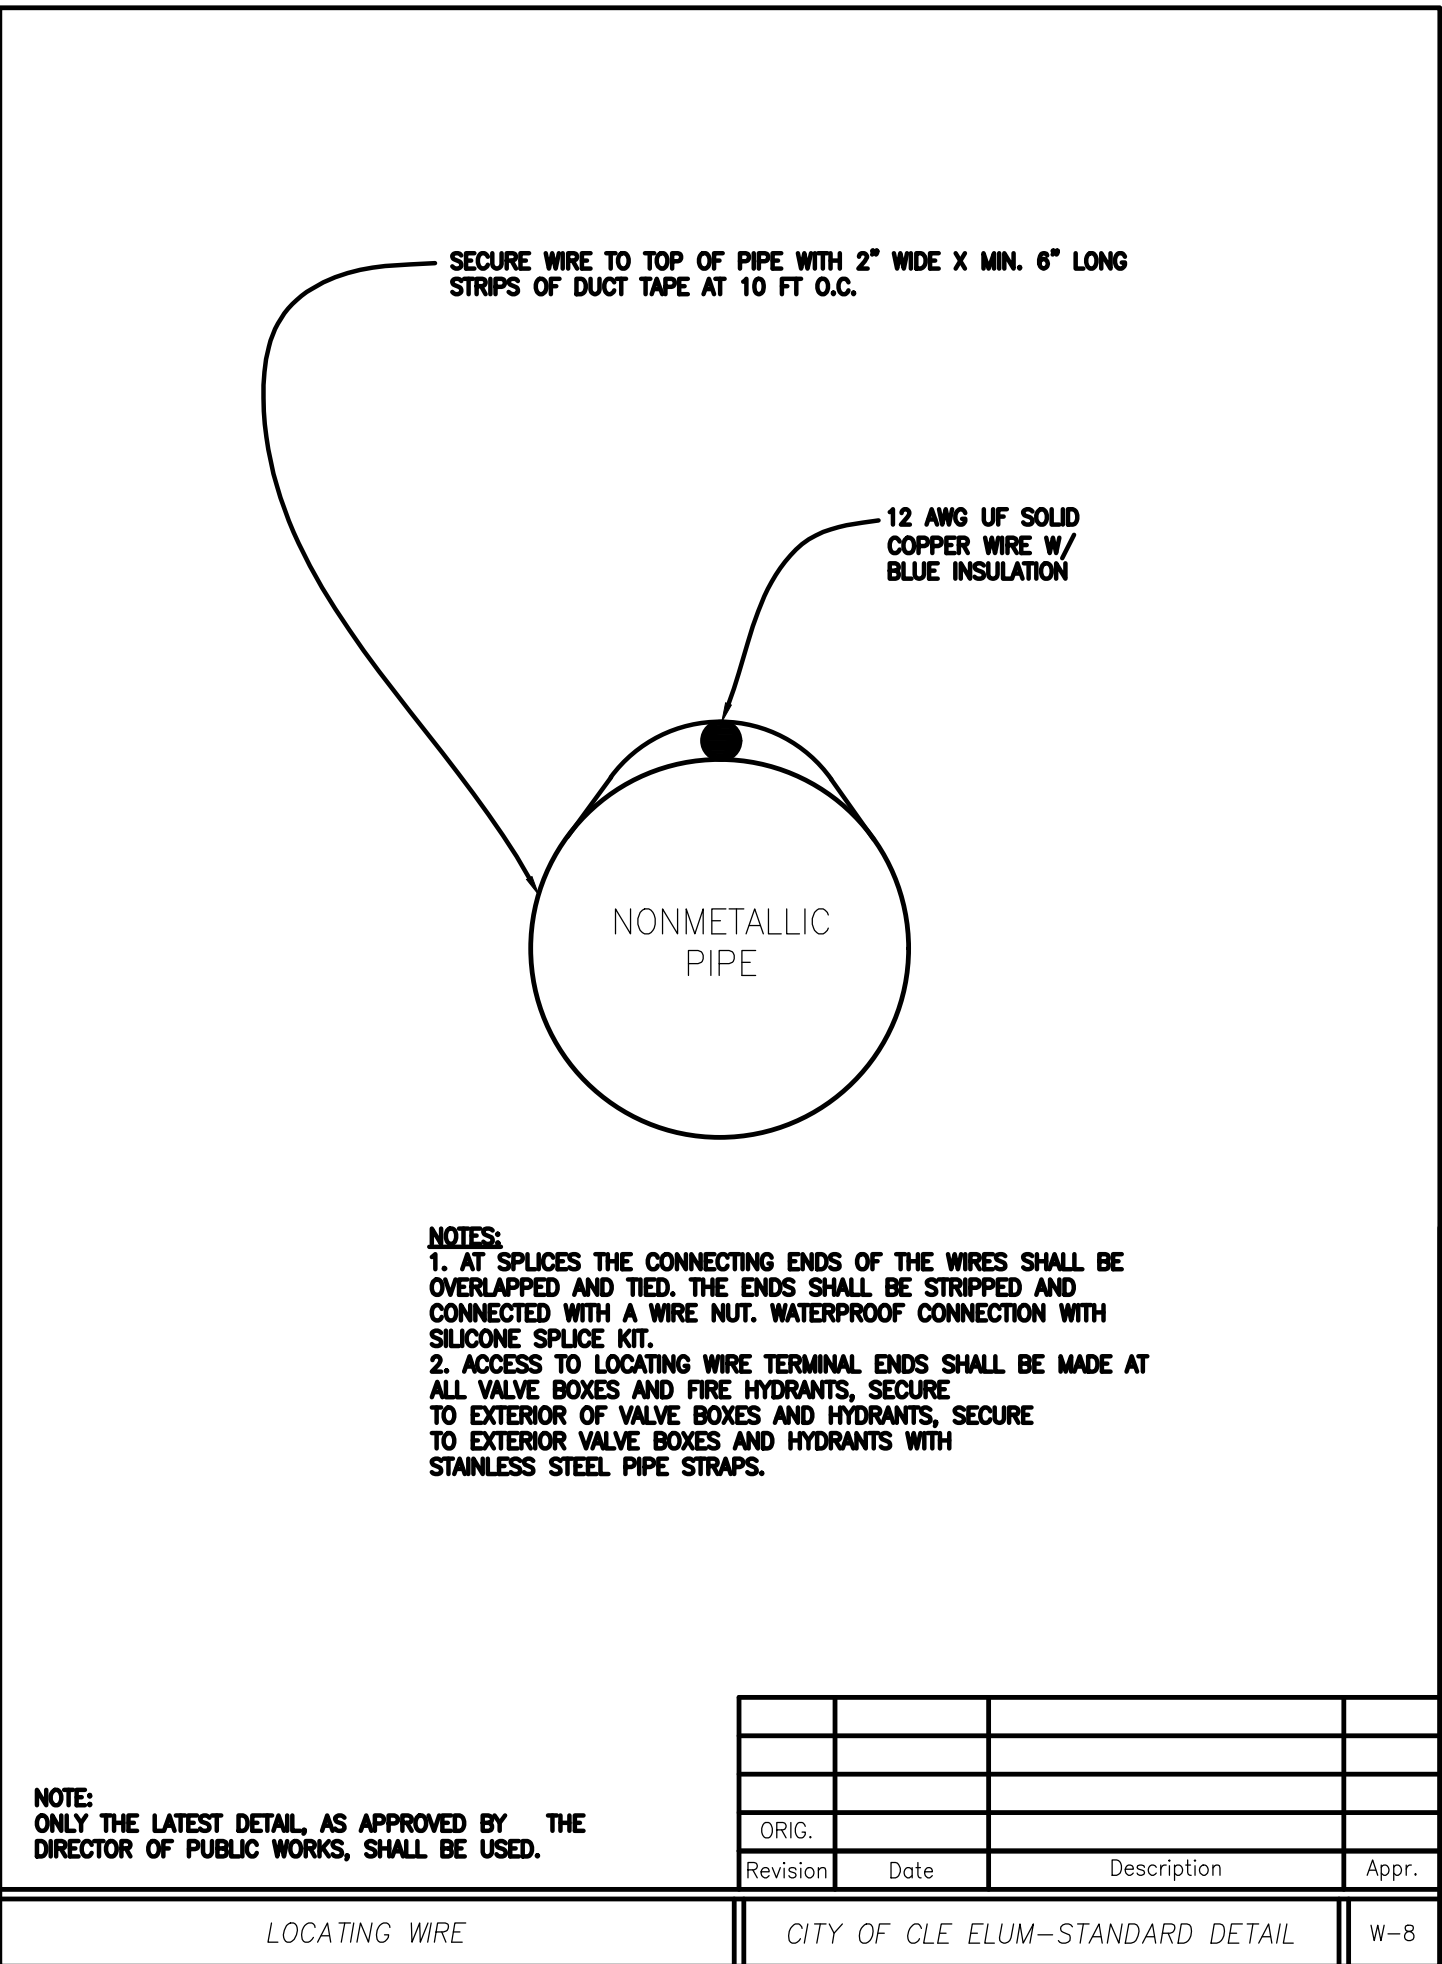 SECURE WIRE TO TOP OF PIPE WITH 2" WIDE X MIN. 6" LONG
STRIPS OF DUCT TAPE AT 10 FT O.C.
12 AWG UF SOLID
COPPER WIRE W/
BLUE INSULATION
NONMETALLIC
PIPE
NOTES:
1. AT SPLICES THE CONNECTING ENDS OF THE WIRES SHALL BE
OVERLAPPED AND TIED. THE ENDS SHALL BE STRIPPED AND
CONNECTED WITH A WIRE NUT. WATERPROOF CONNECTION WITH
SILICONE SPLICE KIT.
2. ACCESS TO LOCATING WIRE TERMINAL ENDS SHALL BE MADE AT
ALL VALVE BOXES AND FIRE HYDRANTS, SECURE
TO EXTERIOR OF VALVE BOXES AND HYDRANTS, SECURE
TO EXTERIOR VALVE BOXES AND HYDRANTS WITH
STAINLESS STEEL PIPE STRAPS.
NOTE:
ONLY THE LATEST DETAIL, AS APPROVED BY THE
DIRECTOR OF PUBLIC WORKS, SHALL BE USED.
ORIG.
Revision Date Description Appr.
LOCATING WIRE
CITY OF CLE ELUM-STANDARD DETAIL
W-8